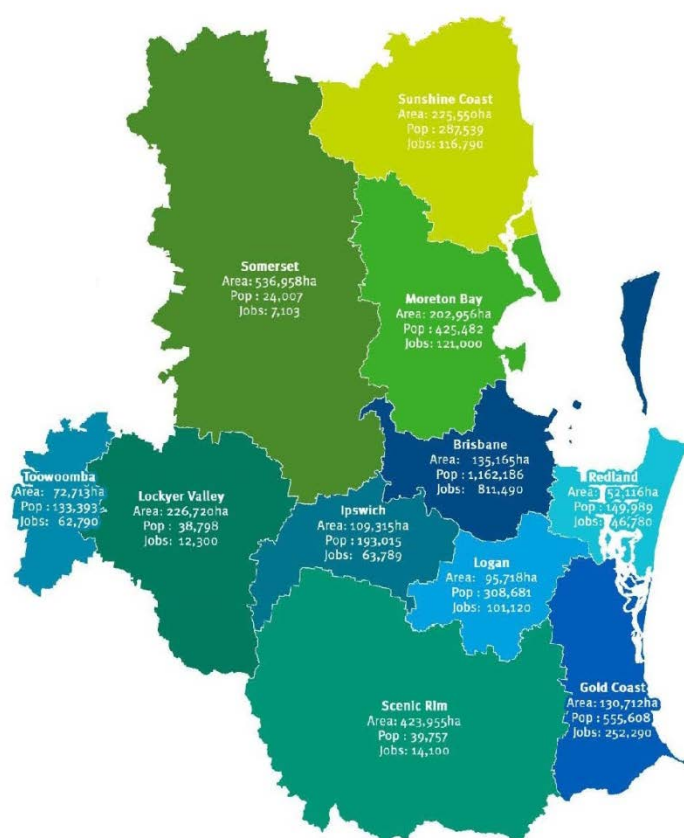 Sunshine Coast
Area: 225,550ha
Pop : 287,539
Jobs: 116,790
Somerset
Area: 536,958ha
Pop : 24,007
Jobs: 7,103
Moreton Bay
Area: 202,956ha
Pop : 425,482
Jobs: 121,000
Brisbane
Area: 135,165ha
Pop : 1,162,186
Jobs: 811,490
Redland
Area: 52,116ha
Pop : 149,989
Jobs: 46,780
Toowoomba
Area: 72,713ha
Pop : 133,393
Jobs: 62,790
Lockyer Valley
Area: 226,720ha
Pop : 38,798
Jobs: 12,300
Ipswich
Area: 109,315ha
Pop : 193,015
Jobs: 63,789
Logan
Area: 95,718ha
Pop : 308,681
Jobs: 101,120
Scenic Rim
Area: 423,955ha
Pop : 39,757
Jobs: 14,100
Gold Coast
Area: 130,712ha
Pop : 555,608
Jobs: 252,290